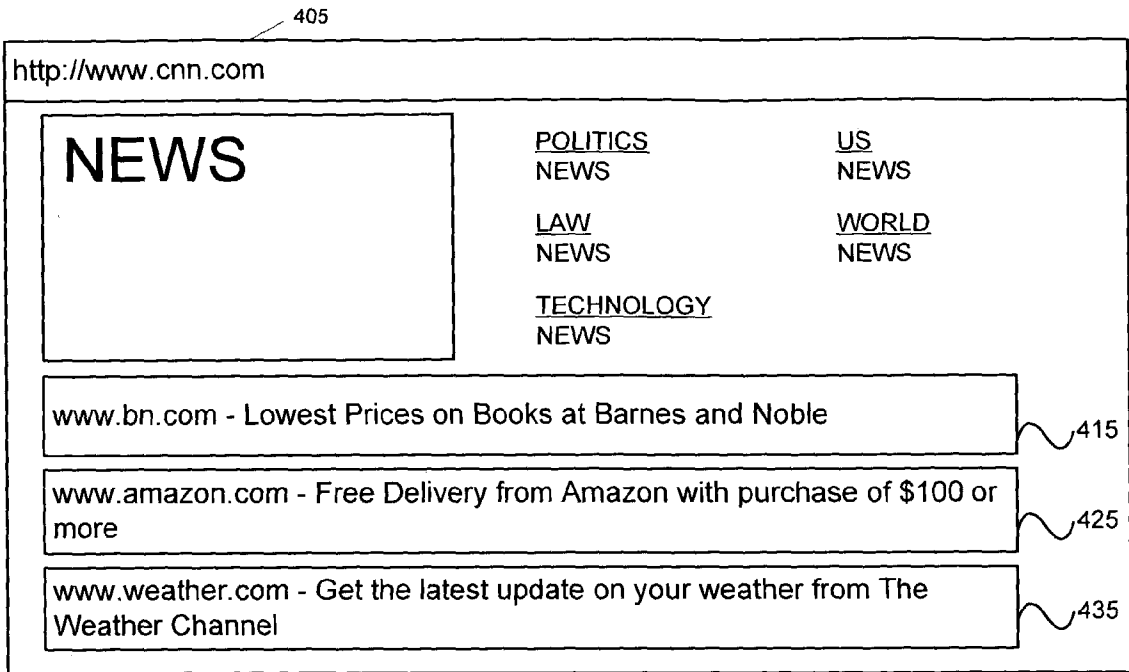 405
http://www.cnn.com
NEWS
POLITICS
NEWS
US
NEWS
LAW
NEWS
WORLD
NEWS
TECHNOLOGY
NEWS
www.bn.com - Lowest Prices on Books at Barnes and Noble
415
www.amazon.com - Free Delivery from Amazon with purchase of $100 or
more
425
www.weather.com - Get the latest update on your weather from The
Weather Channel
435